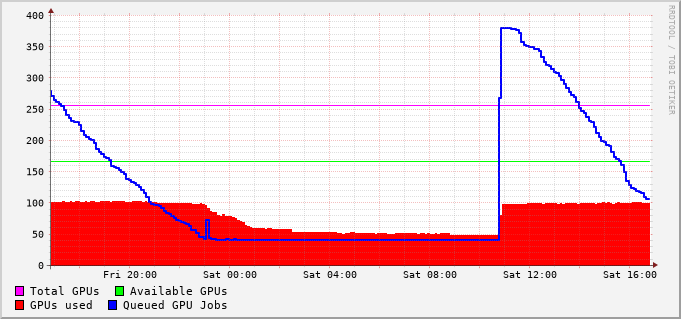 400
350
300
250
200
150
100
50
0
Fri 20:00 Sat 00:00 Sat 04:00 Sat 08:00 Sat 12:00 Sat 16:00
Total GPUs Available GPUs
GPUs used Queued GPU Jobs
RRDTOOL / TOBI OETIKER